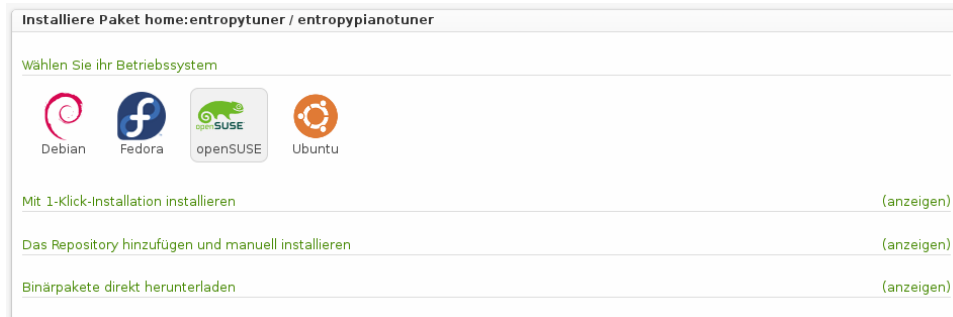 Installiere Paket home:entropytuner / entropypianotuner
Wählen Sie ihr Betriebssystem
openSUSE
Debian Fedora openSUSE Ubuntu
Mit 1-Klick-Installation installieren (anzeigen)
Das Repository hinzufügen und manuell installieren (anzeigen)
Binärpakete direkt herunterladen (anzeigen)